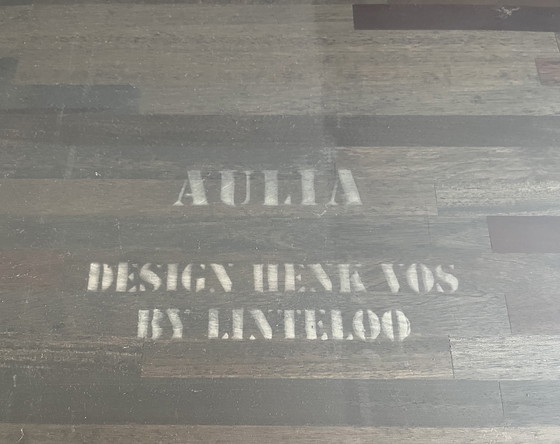 AULIA
DESIGN HENK VOS
BY LINTELOO